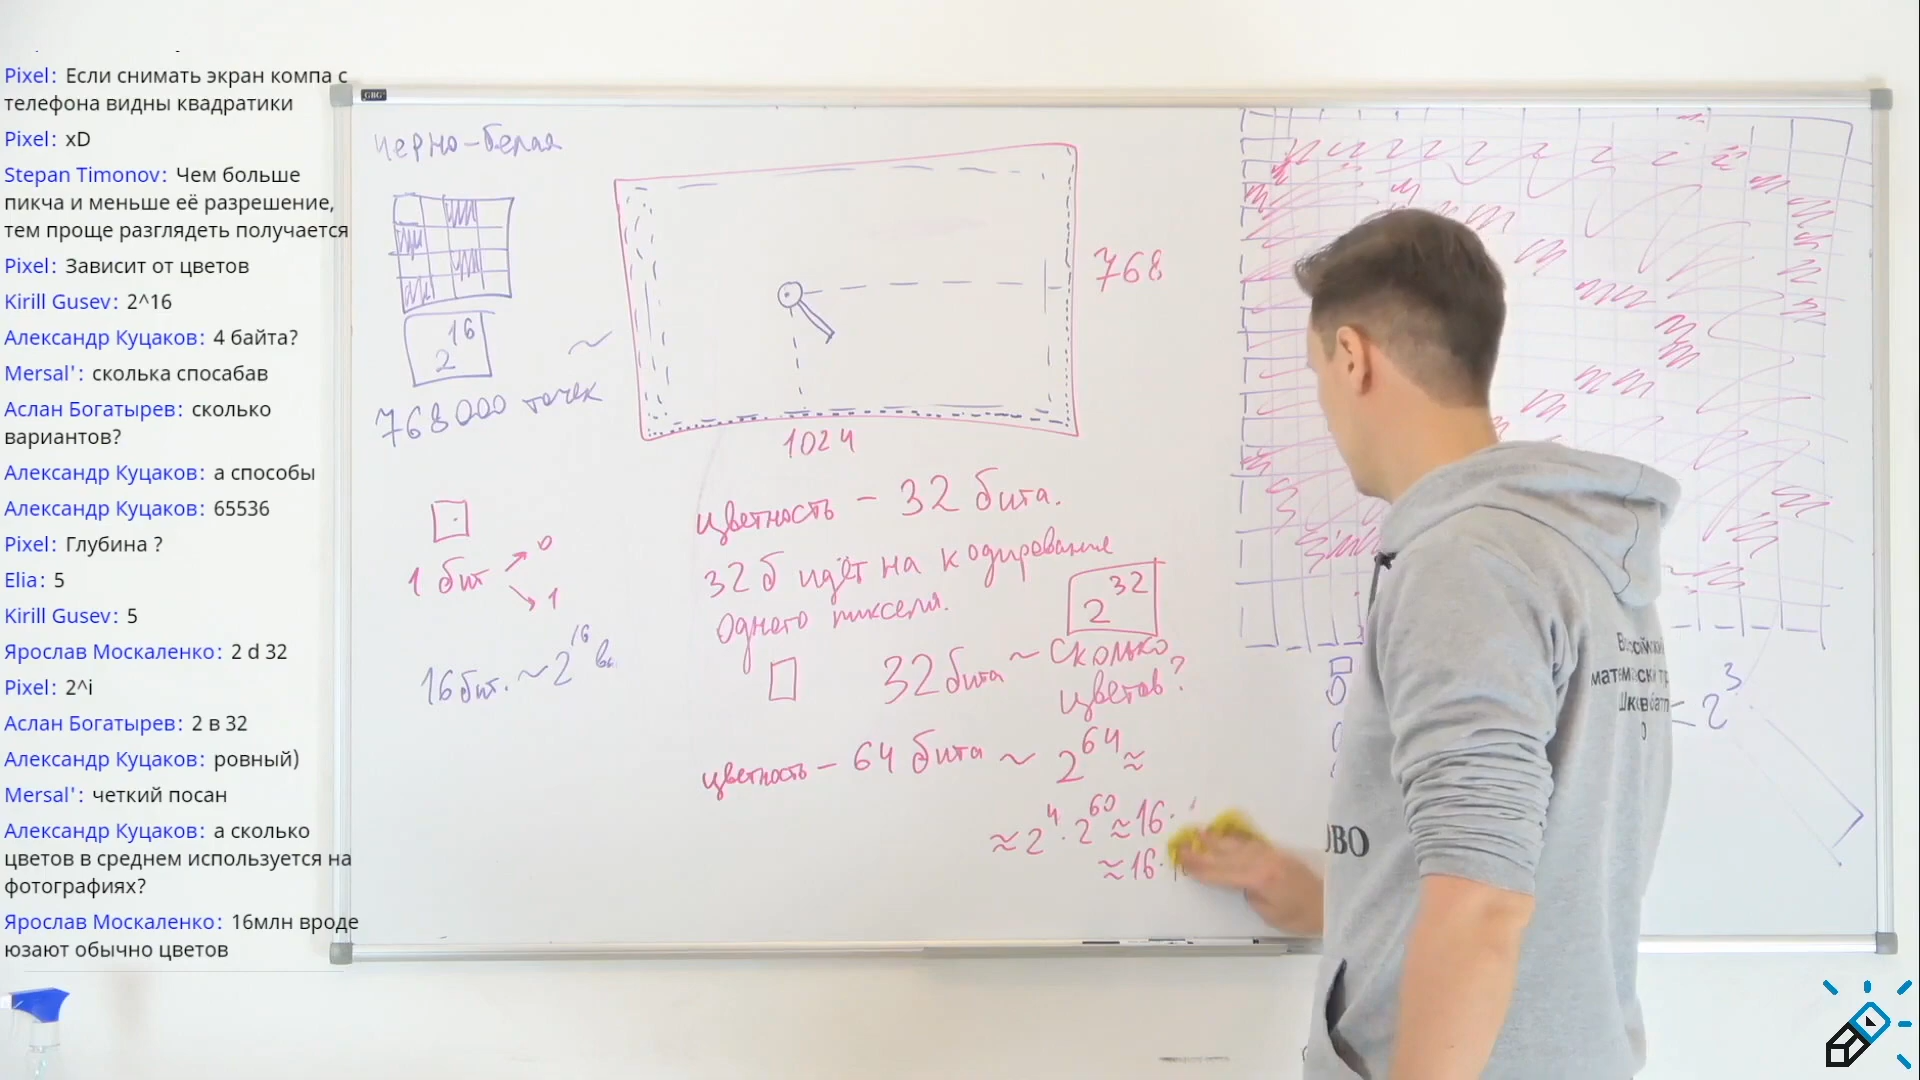 Pixel: Если снимать экран компа с
телефона видны квадратики
Pixel: xD
Stepan Timonov: Чем больше
пикча и меньше её разрешение,
тем проще разглядеть получается
Pixel: Зависит от цветов
Kirill Gusev: 2^16
Александр Куцаков: 4 байта?
Mersal': сколька спосабав
Аслан Богатырев: сколько
вариантов?
Александр Куцаков: а способы
Александр Куцаков: 65536
Pixel: Глубина ?
Elia: 5
Kirill Gusev: 5
Ярослав Москаленко: 2 d 32
Pixel: 2^i
Аслан Богатырев: 2 в 32
Александр Куцаков: ровный)
Mersal': четкий посан
Александр Куцаков: а сколько
цветов в среднем используется на
фотографиях?
Ярослав Москаленко: 16млн вроде
юзают обычно цветов
GBG
черно-белая
2^16
768000 точек ~
768
1024
1 бит
0
1
16 бит. ~ 2^16
цветность - 32 бита.
32 б идёт на кодирование
одного пикселя.
2^32
32 бита ~ сколько
цветов?
цветность - 64 бита ~ 2^64 ≈
≈ 2^4 · 2^60 ≈ 16 ·
≈ 16 ·
2^3